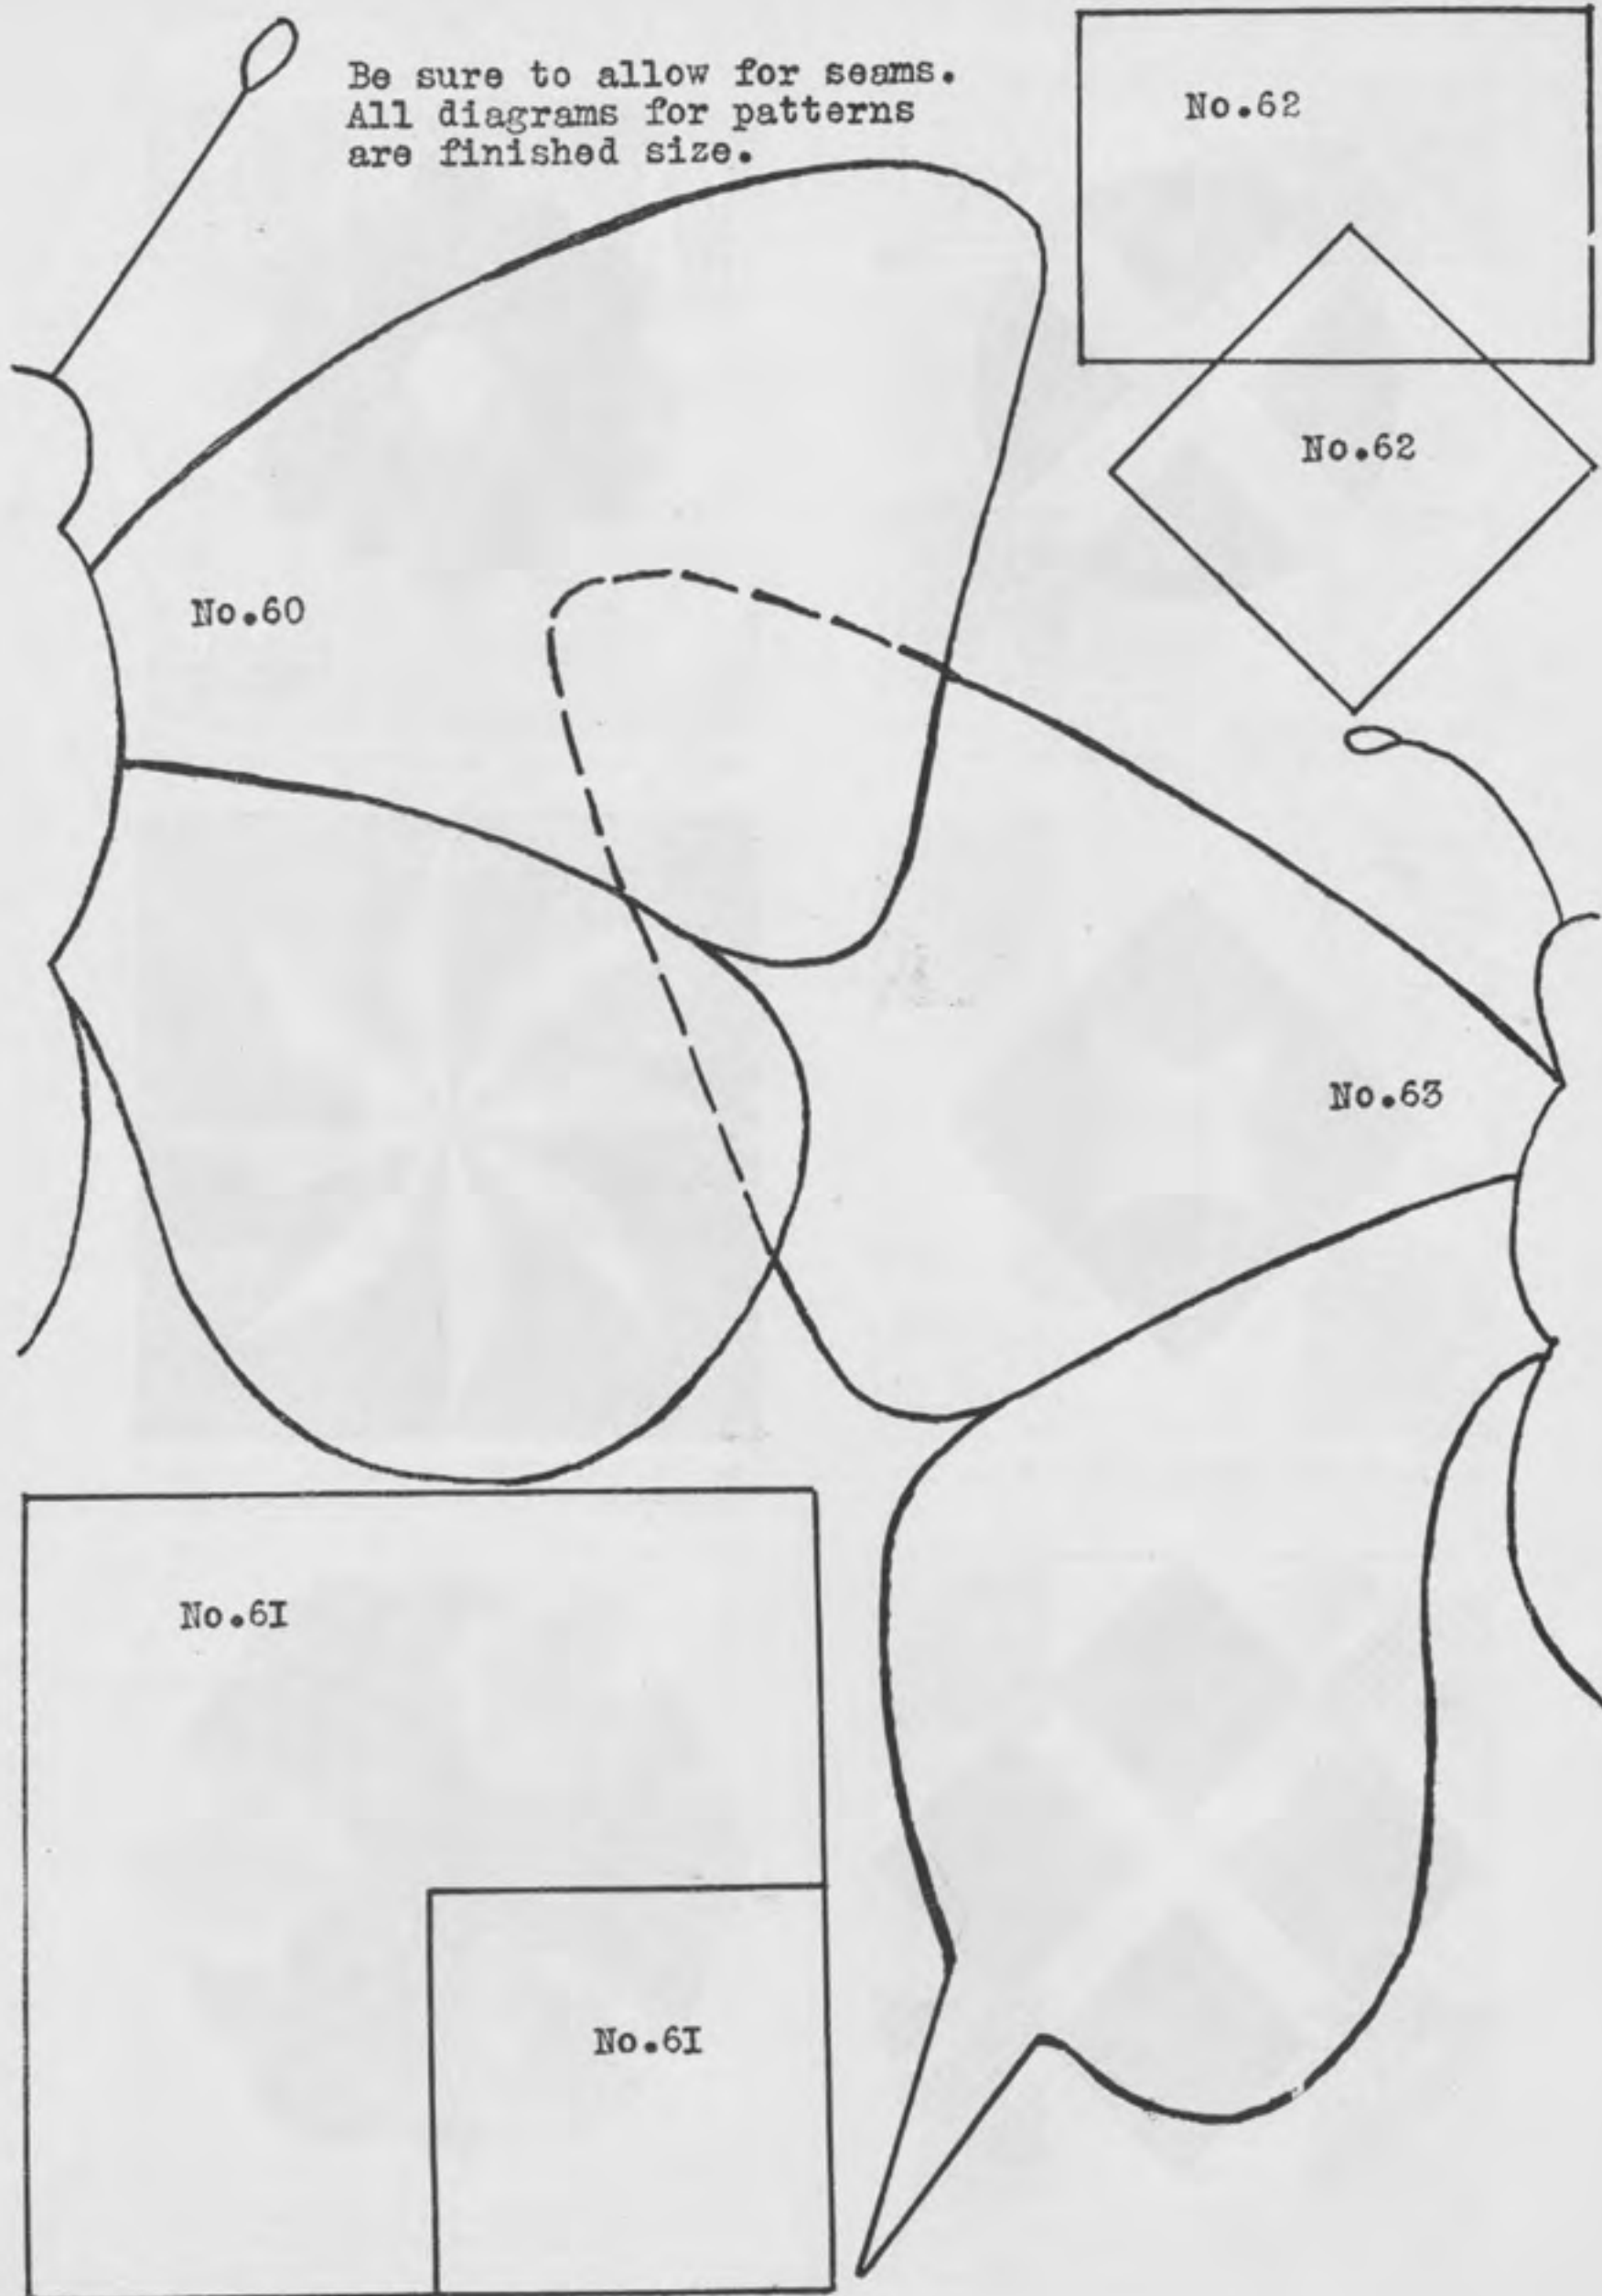 Be sure to allow for seams.
All diagrams for patterns
are finished size.
No.62
No.62
No.60
No.63
No.6I
No.6I